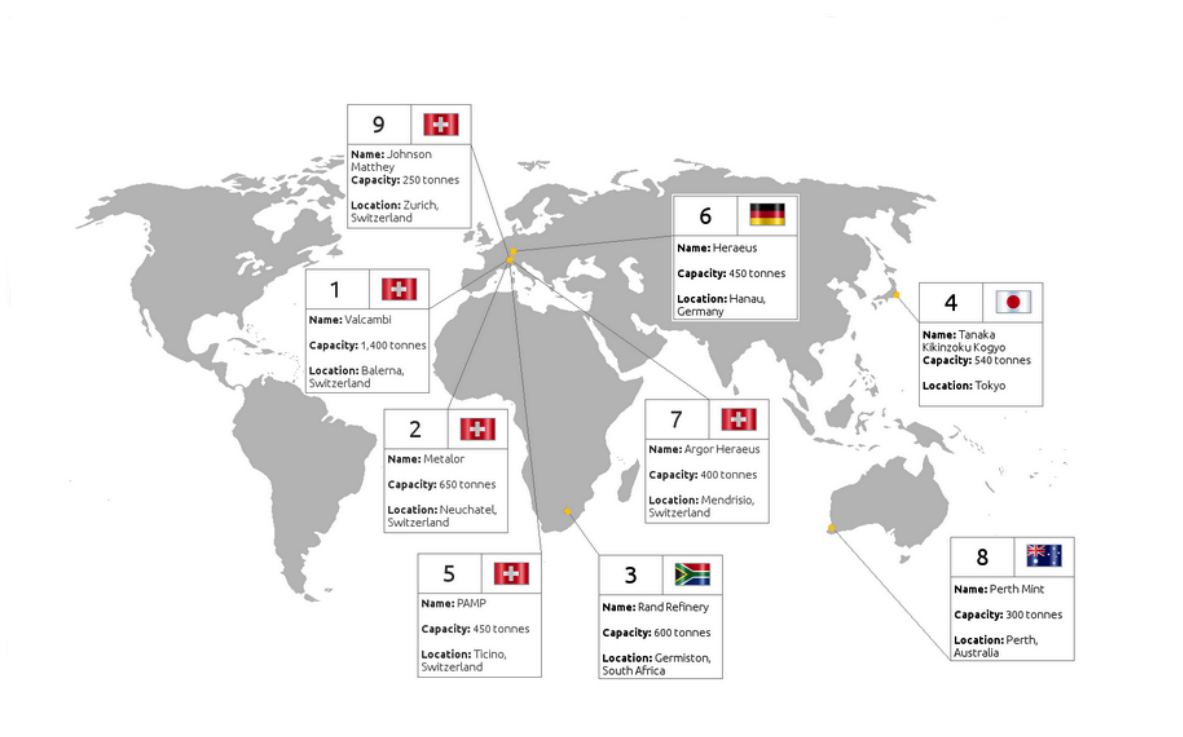 9
Name: Johnson
Matthey
Capacity: 250 tonnes
Location: Zurich,
Switzerland
6
Name: Heraeus
Capacity: 450 tonnes
Location: Hanau,
Germany
1
Name: Valcambi
Capacity: 1,400 tonnes
Location: Balerna,
Switzerland
4
Name: Tanaka
Kikinzoku Kogyo
Capacity: 540 tonnes
Location: Tokyo
2
Name: Metalor
Capacity: 650 tonnes
Location: Neuchatel,
Switzerland
7
Name: Argor Heraeus
Capacity: 400 tonnes
Location: Mendrisio,
Switzerland
5
Name: PAMP
Capacity: 450 tonnes
Location: Ticino,
Switzerland
3
Name: Rand Refinery
Capacity: 600 tonnes
Location: Germiston,
South Africa
8
Name: Perth Mint
Capacity: 300 tonnes
Location: Perth,
Australia